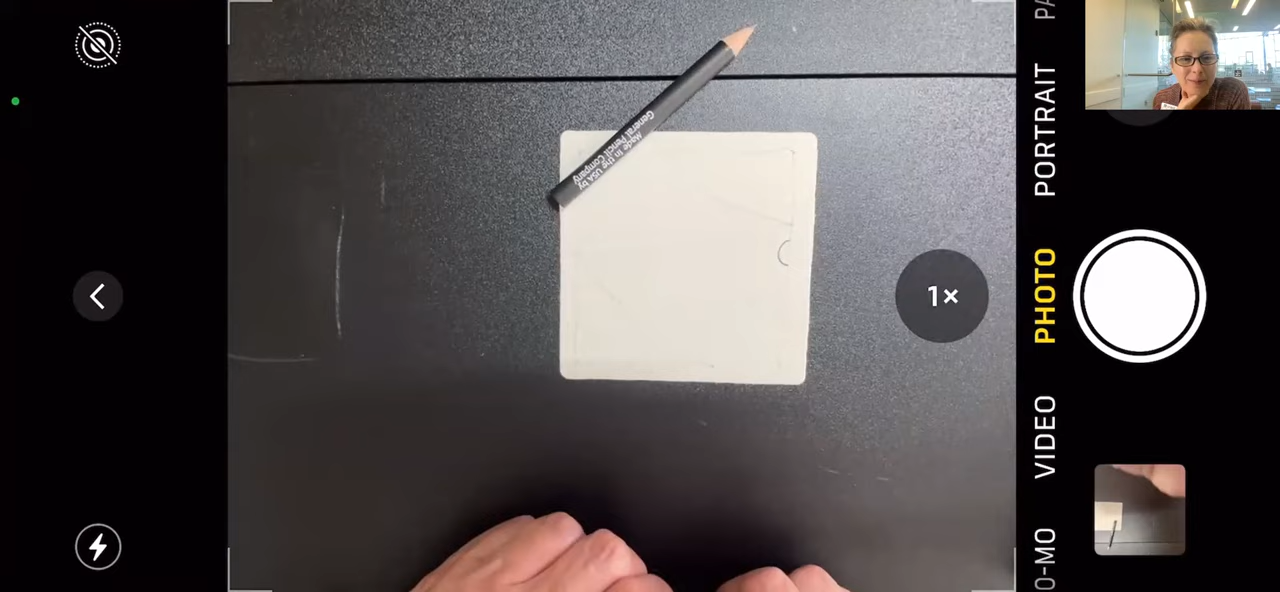 Made in the USA by
General Pencil Company
1×
PA
PORTRAIT
PHOTO
VIDEO
O-MO